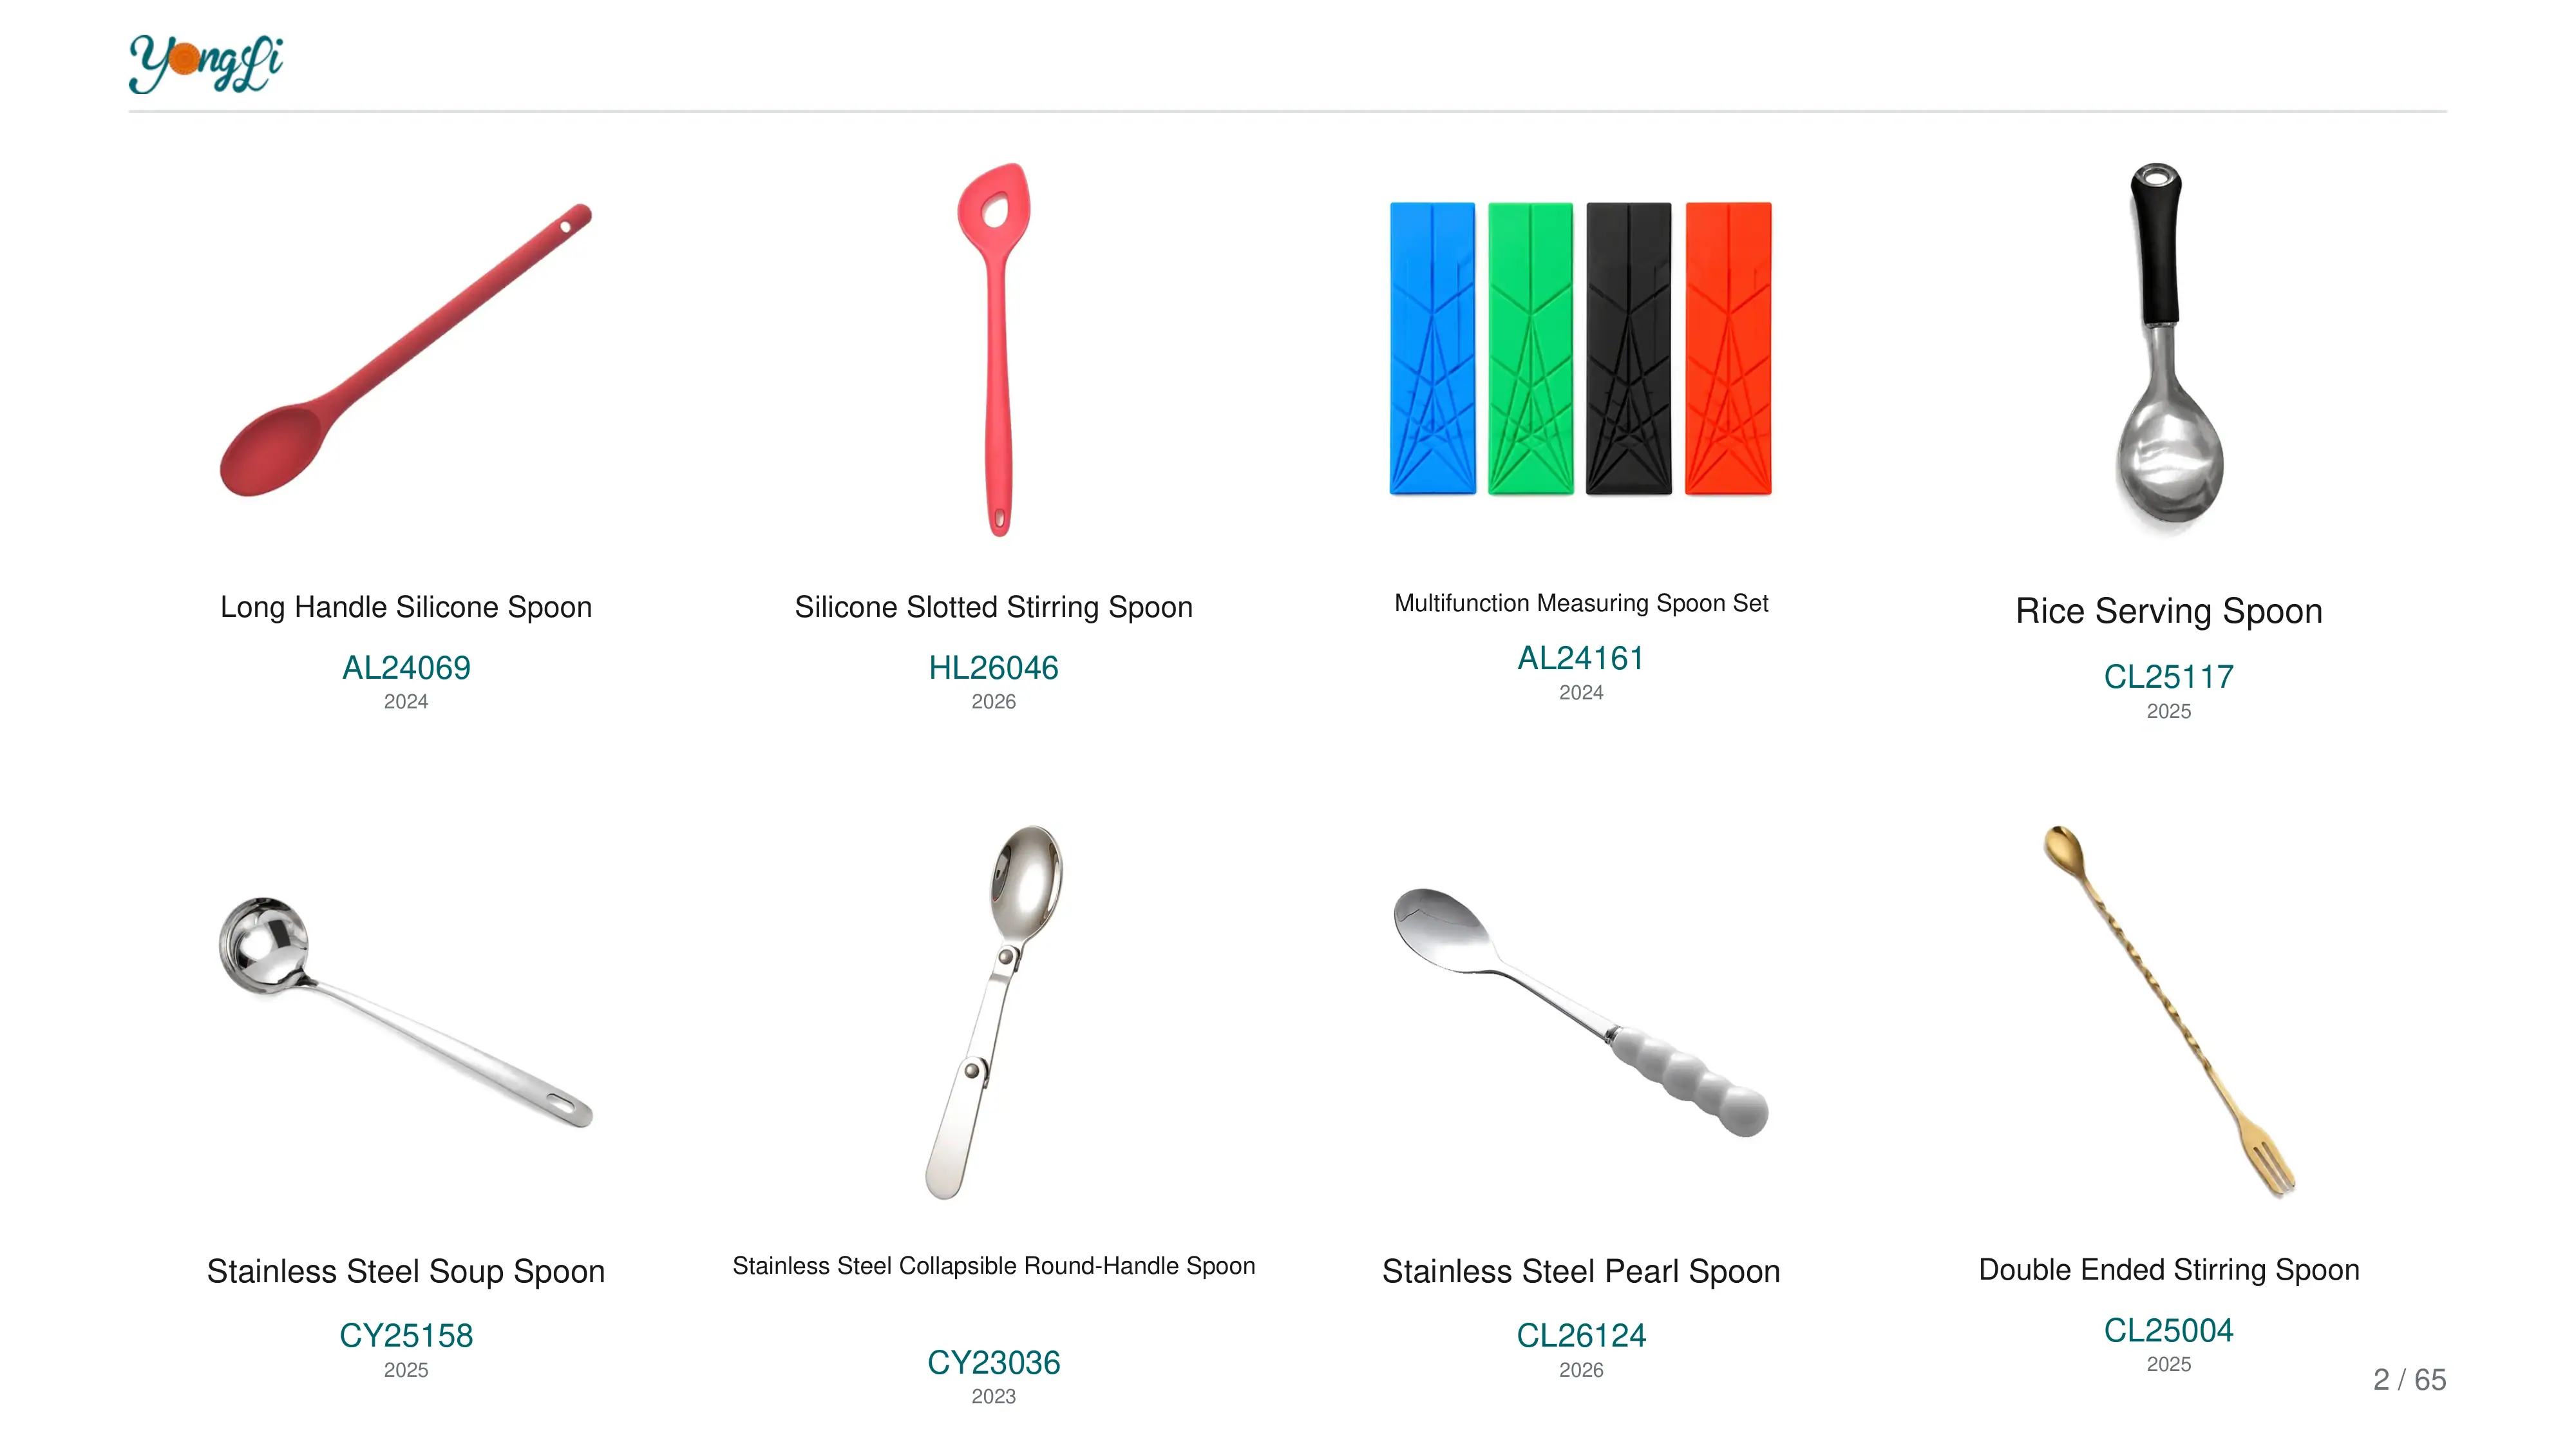 YongLi
Long Handle Silicone Spoon
AL24069
2024
Silicone Slotted Stirring Spoon
HL26046
2026
Multifunction Measuring Spoon Set
AL24161
2024
Rice Serving Spoon
CL25117
2025
Stainless Steel Soup Spoon
CY25158
2025
Stainless Steel Collapsible Round-Handle Spoon
CY23036
2023
Stainless Steel Pearl Spoon
CL26124
2026
Double Ended Stirring Spoon
CL25004
2025
2 / 65